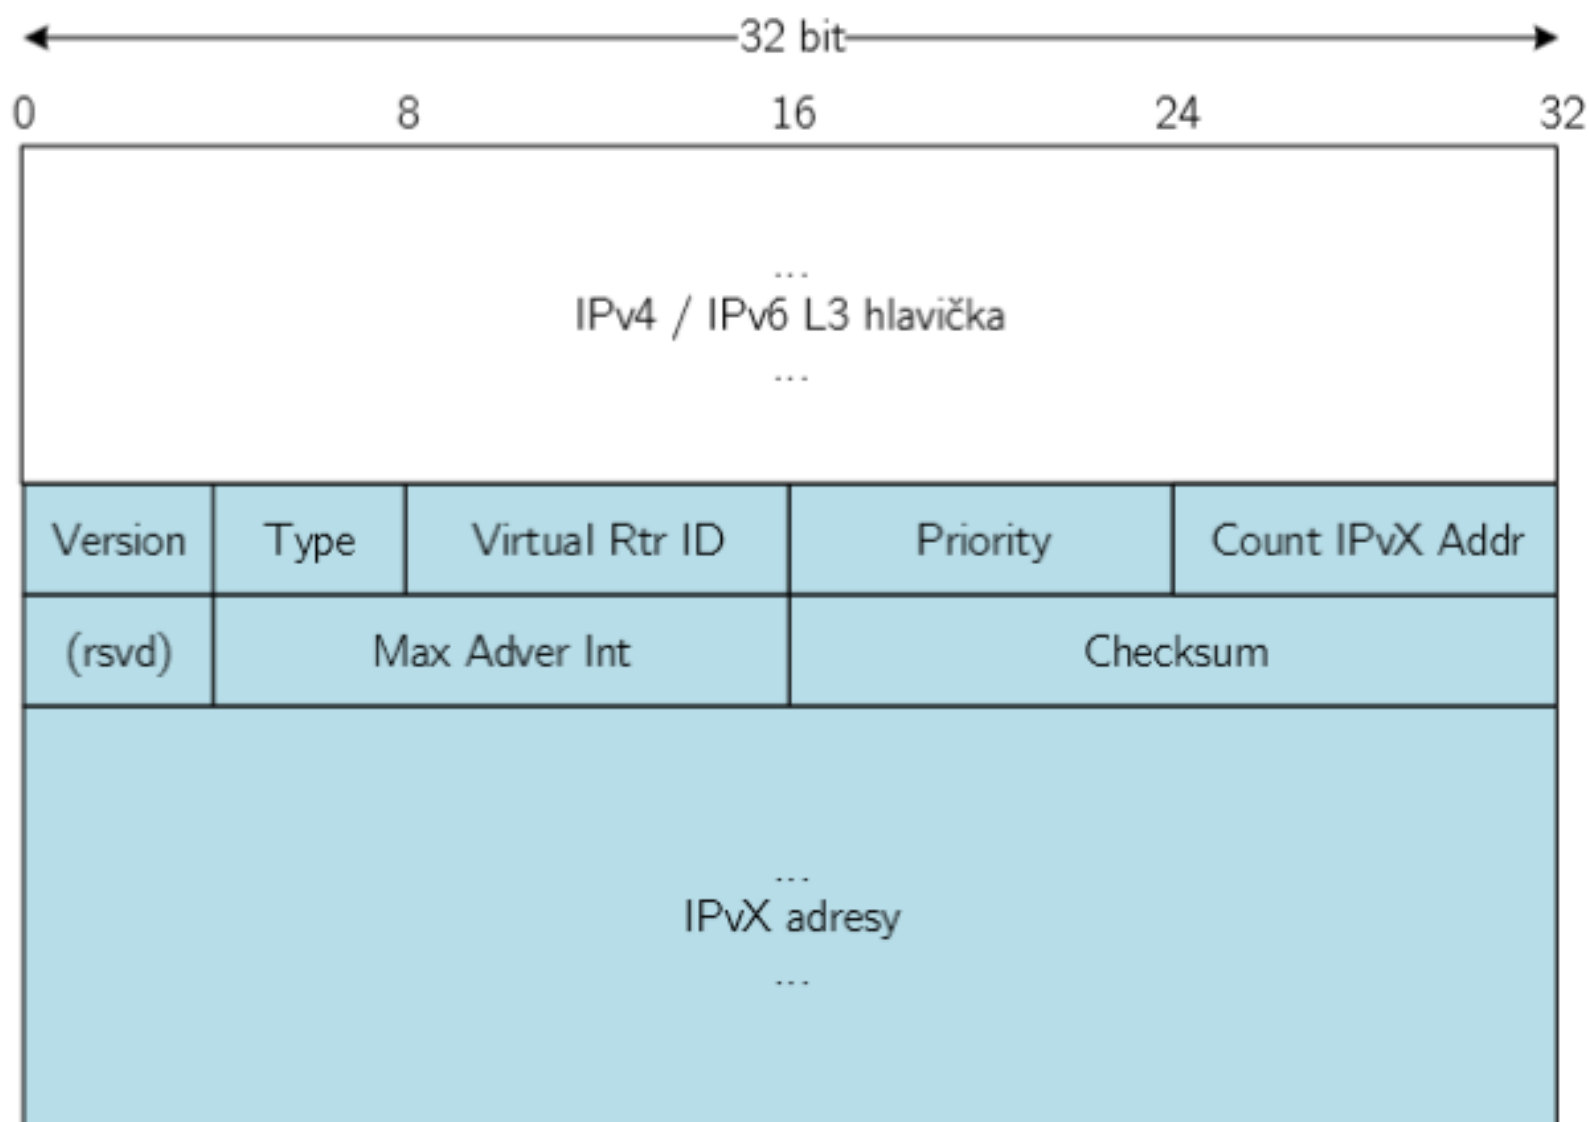 32 bit
0 8 16 24 32
...
IPv4 / IPv6 L3 hlavička
...
Version Type Virtual Rtr ID Priority Count IPvX Addr
(rsvd) Max Adver Int Checksum
...
IPvX adresy
...